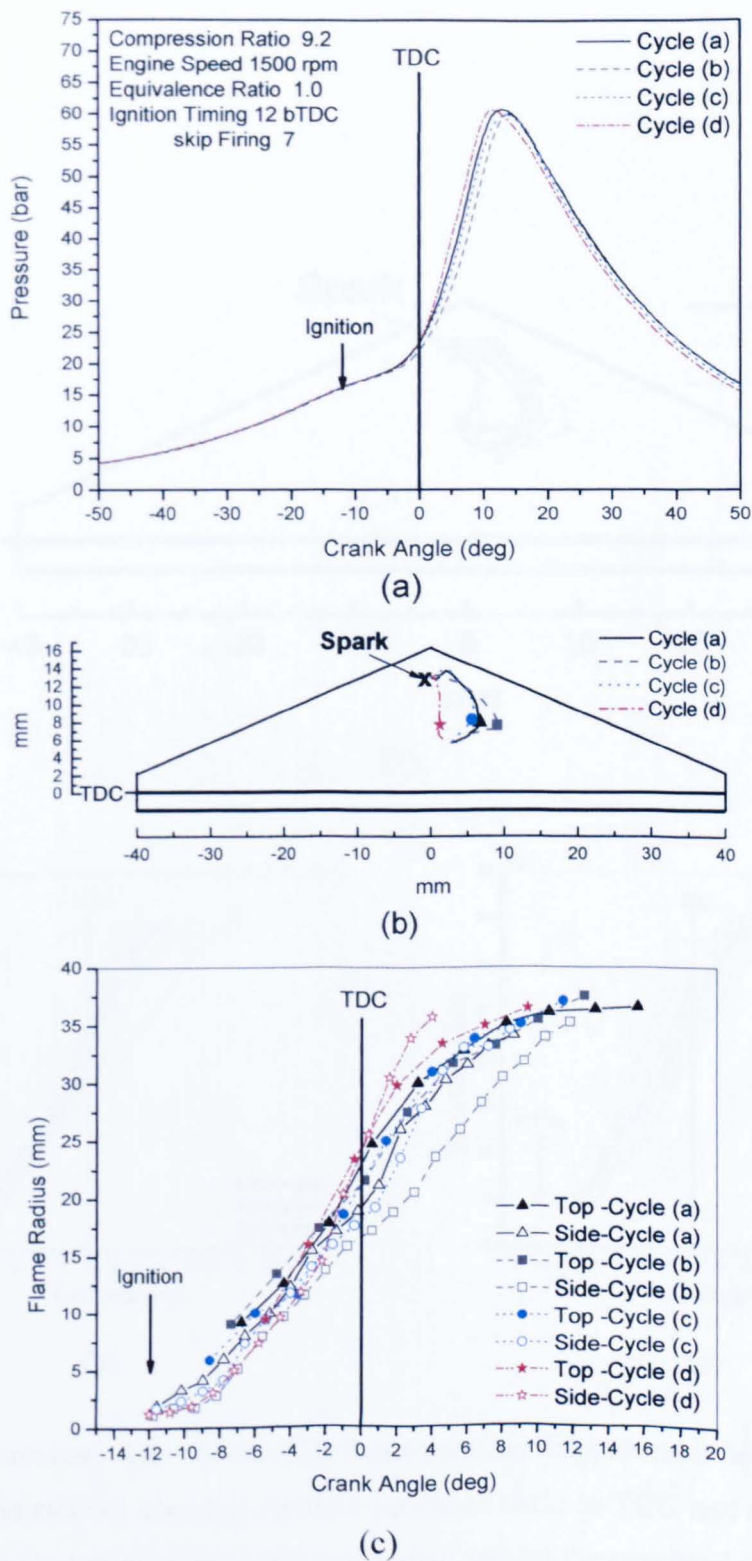 Compression Ratio 9.2
Engine Speed 1500 rpm
Equivalence Ratio 1.0
Ignition Timing 12 bTDC
skip Firing 7
TDC
Cycle (a)
Cycle (b)
Cycle (c)
Cycle (d)
Ignition
75
70
65
60
55
50
45
40
35
30
25
20
15
10
5
0
Pressure (bar)
-50 -40 -30 -20 -10 0 10 20 30 40 50
Crank Angle (deg)
(a)
Spark
Cycle (a)
Cycle (b)
Cycle (c)
Cycle (d)
16
14
12
10
8
6
4
2
0
mm
TDC
-40 -30 -20 -10 0 10 20 30 40
mm
(b)
40
35
30
25
20
15
10
5
0
Flame Radius (mm)
TDC
Ignition
Top -Cycle (a)
Side-Cycle (a)
Top -Cycle (b)
Side-Cycle (b)
Top -Cycle (c)
Side-Cycle (c)
Top -Cycle (d)
Side-Cycle (d)
-14 -12 -10 -8 -6 -4 -2 0 2 4 6 8 10 12 14 16 18 20
Crank Angle (deg)
(c)